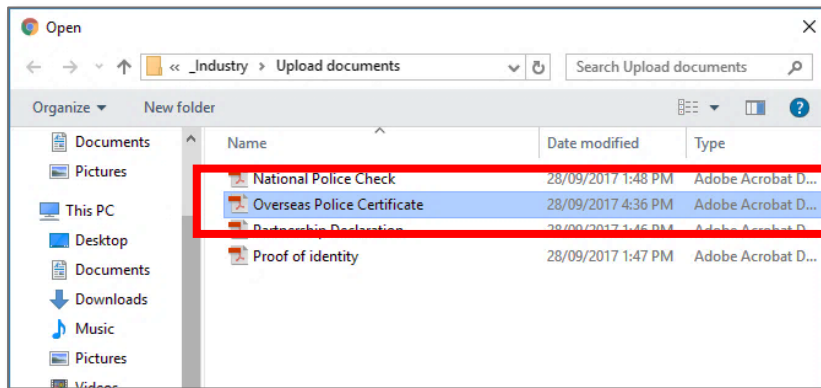 Open
« _Industry > Upload documents
Search Upload documents
Organize
New folder
Name
Date modified
Type
Documents
Pictures
This PC
Desktop
Documents
Downloads
Music
Pictures
Videos
National Police Check 28/09/2017 1:48 PM Adobe Acrobat D...
Overseas Police Certificate 28/09/2017 4:36 PM Adobe Acrobat D...
Partnership Declaration 28/09/2017 1:46 PM Adobe Acrobat D...
Proof of identity 28/09/2017 1:47 PM Adobe Acrobat D...